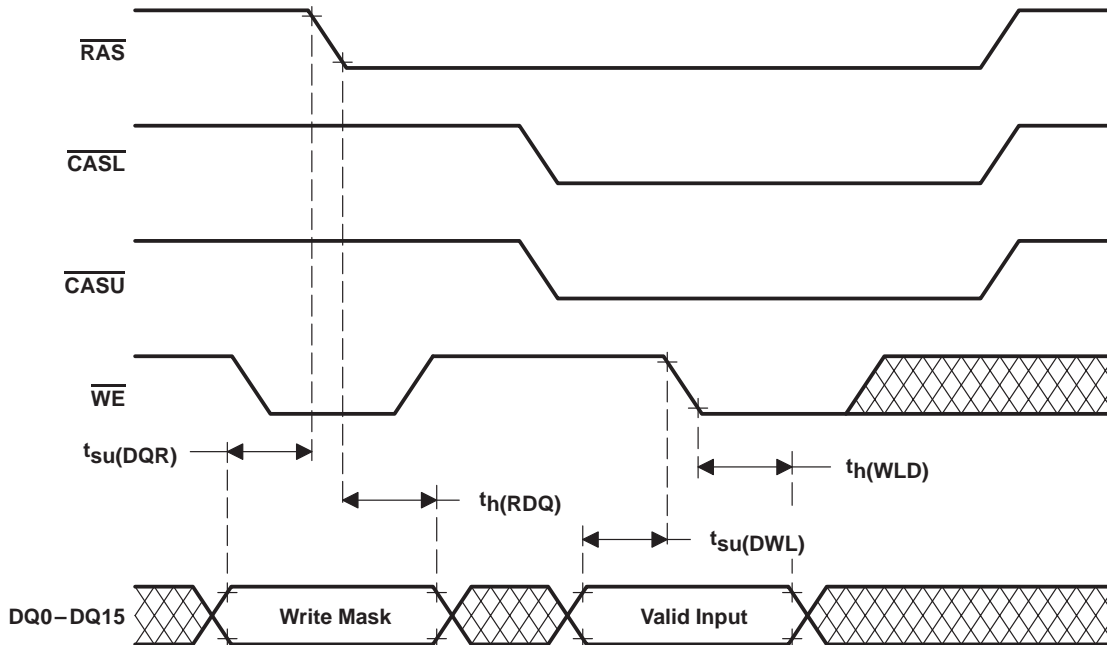 RAS
CASL
CASU
WE
tsu(DQR)
th(WLD)
th(RDQ)
tsu(DWL)
DQ0–DQ15
Write Mask
Valid Input